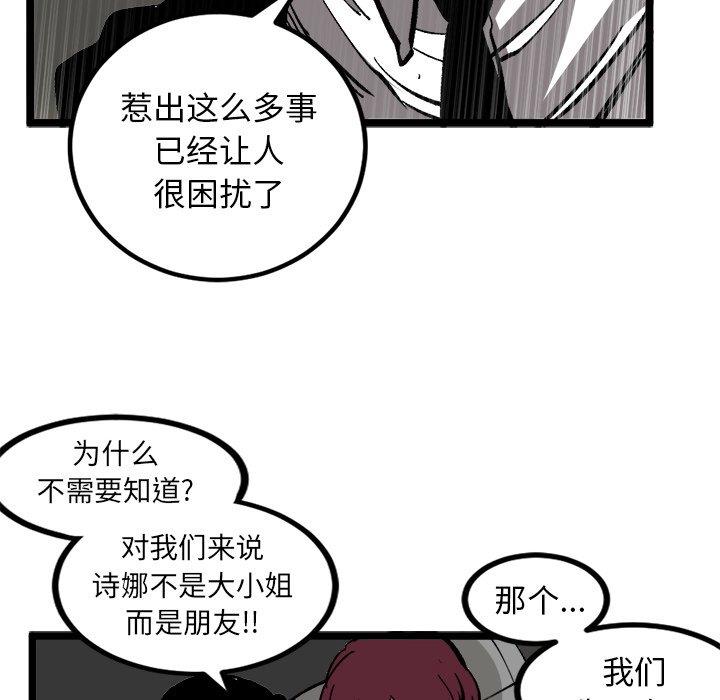 惹出这么多事
已经让人
很困扰了
为什么
不需要知道?
对我们来说
诗娜不是大小姐
而是朋友!!
那个...
我们